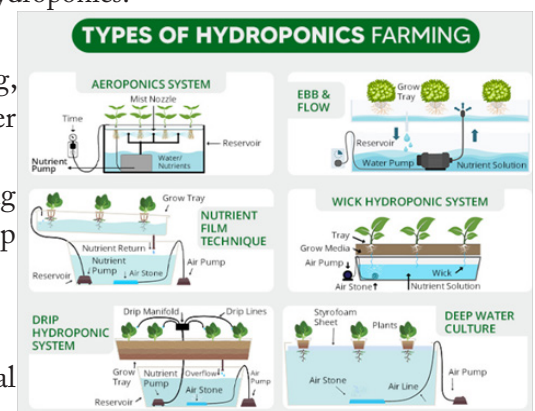 ydroponics.
TYPES OF HYDROPONICS FARMING
g,
er
ng
p
al
AEROPONICS SYSTEM
Mist Nozzle
Time
Reservoir
Nutrient
Pump
Water/
Nutrients
EBB &
FLOW
Grow
Tray
Reservoir
Water Pump
Nutrient Solution
Grow Tray
NUTRIENT
FILM
TECHNIQUE
Nutrient Return
Nutrient
Pump
Air Pump
Reservoir
Air Stone
WICK HYDROPONIC SYSTEM
Tray
Grow Media
Air Pump
Wick
Air Stone
Nutrient Solution
DRIP
HYDROPONIC
SYSTEM
Drip Manifold
Drip Lines
Grow
Tray
Nutrient
Pump
Overflow
Air
Pump
Air Stone
Reservoir
DEEP WATER
CULTURE
Styrofoam
Sheet
Plants
Air Stone
Air Line
Air Pump